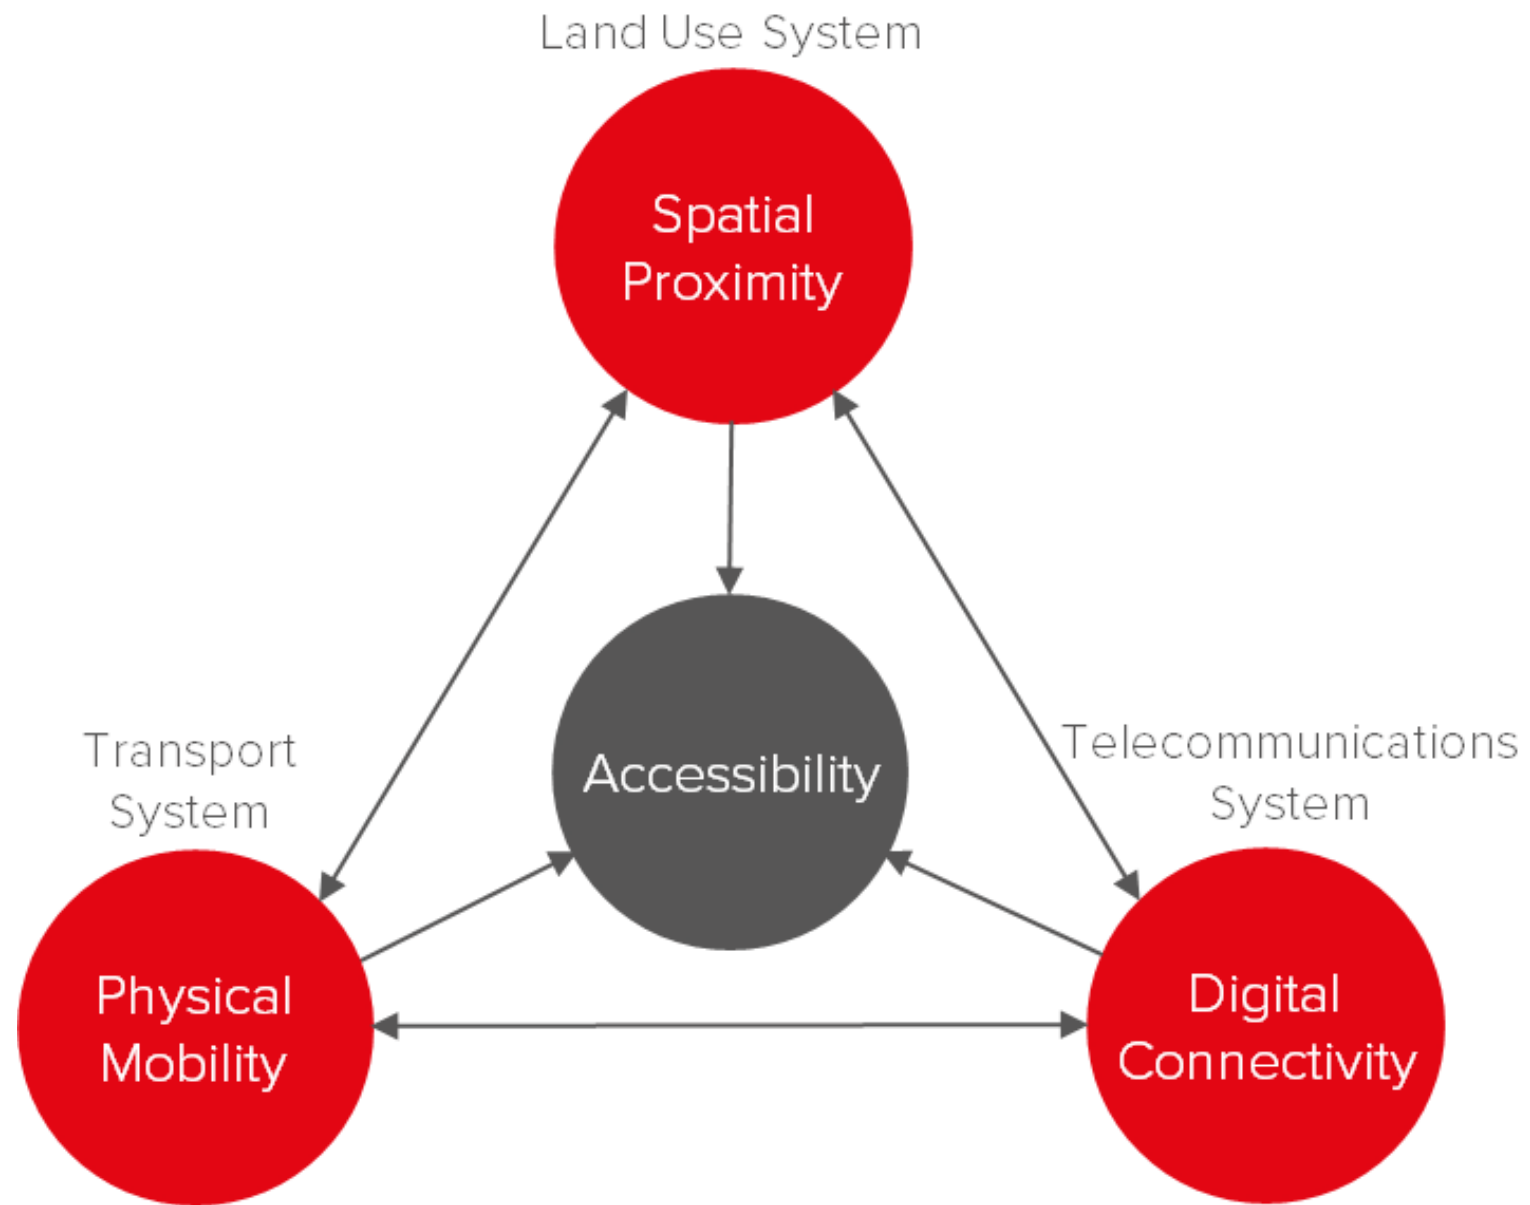 Land Use System
Spatial
Proximity
Accessibility
Transport
System
Physical
Mobility
Telecommunications
System
Digital
Connectivity